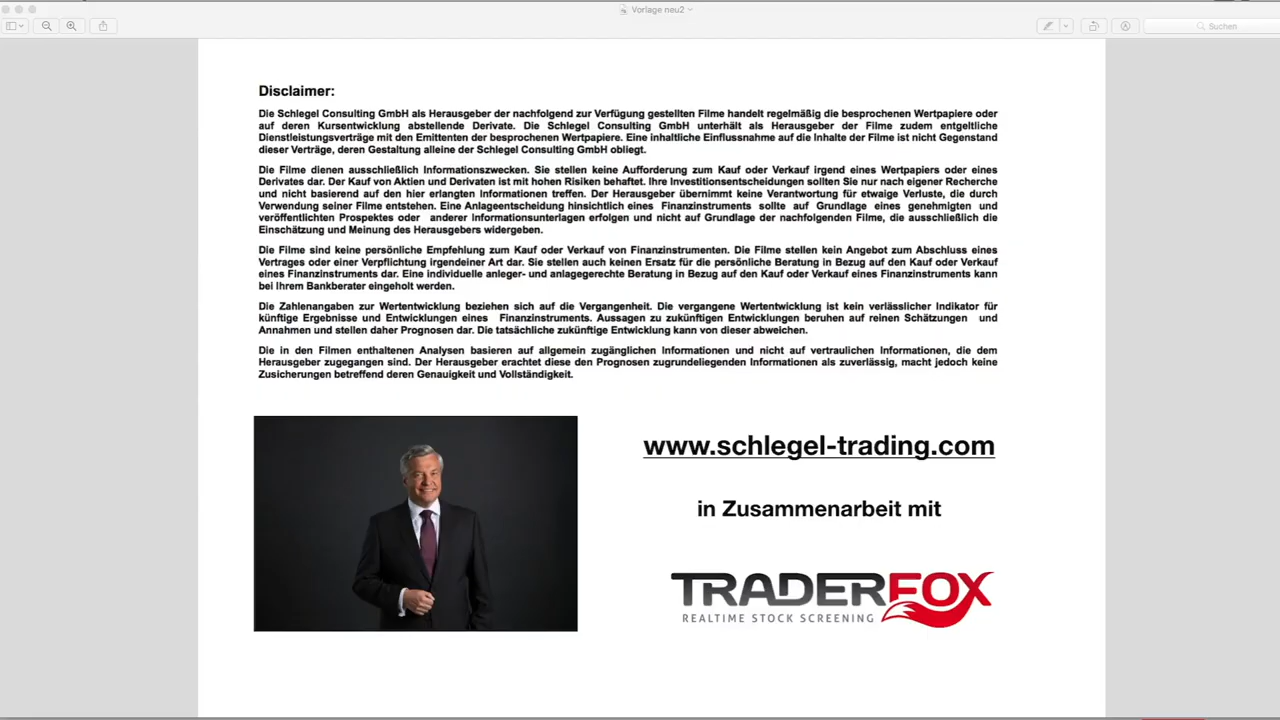 Vorlage neu2
Suchen
Disclaimer:
Die Schlegel Consulting GmbH als Herausgeber der nachfolgend zur Verfügung gestellten Filme handelt regelmäßig die besprochenen Wertpapiere oder
auf deren Kursentwicklung abstellende Derivate. Die Schlegel Consulting GmbH unterhält als Herausgeber der Filme zudem entgeltliche
Dienstleistungsverträge mit den Emittenten der besprochenen Wertpapiere. Eine inhaltliche Einflussnahme auf die Inhalte der Filme ist nicht Gegenstand
dieser Verträge, deren Gestaltung alleine der Schlegel Consulting GmbH obliegt.
Die Filme dienen ausschließlich Informationszwecken. Sie stellen keine Aufforderung zum Kauf oder Verkauf irgend eines Wertpapiers oder eines
Derivates dar. Der Kauf von Aktien und Derivaten ist mit hohen Risiken behaftet. Ihre Investitionsentscheidungen sollten Sie nur nach eigener Recherche
und nicht basierend auf den hier erlangten Informationen treffen. Der Herausgeber übernimmt keine Verantwortung für etwaige Verluste, die durch
Verwendung seiner Filme entstehen. Eine Anlageentscheidung hinsichtlich eines Finanzinstruments sollte auf Grundlage eines genehmigten und
veröffentlichten Prospektes oder anderer Informationsunterlagen erfolgen und nicht auf Grundlage der nachfolgenden Filme, die ausschließlich die
Einschätzung und Meinung des Herausgebers widergeben.
Die Filme sind keine persönliche Empfehlung zum Kauf oder Verkauf von Finanzinstrumenten. Die Filme stellen kein Angebot zum Abschluss eines
Vertrages oder einer Verpflichtung irgendeiner Art dar. Sie stellen auch keinen Ersatz für die persönliche Beratung in Bezug auf den Kauf oder Verkauf
eines Finanzinstruments dar. Eine individuelle anleger- und anlagegerechte Beratung in Bezug auf den Kauf oder Verkauf eines Finanzinstruments kann
bei Ihrem Bankberater eingeholt werden.
Die Zahlenangaben zur Wertentwicklung beziehen sich auf die Vergangenheit. Die vergangene Wertentwicklung ist kein verlässlicher Indikator für
künftige Ergebnisse und Entwicklungen eines Finanzinstruments. Aussagen zu zukünftigen Entwicklungen beruhen auf reinen Schätzungen und
Annahmen und stellen daher Prognosen dar. Die tatsächliche zukünftige Entwicklung kann von dieser abweichen.
Die in den Filmen enthaltenen Analysen basieren auf allgemein zugänglichen Informationen und nicht auf vertraulichen Informationen, die dem
Herausgeber zugegangen sind. Der Herausgeber erachtet diese den Prognosen zugrundeliegenden Informationen als zuverlässig, macht jedoch keine
Zusicherungen betreffend deren Genauigkeit und Vollständigkeit.
www.schlegel-trading.com
in Zusammenarbeit mit
TRADERFOX
REALTIME STOCK SCREENING